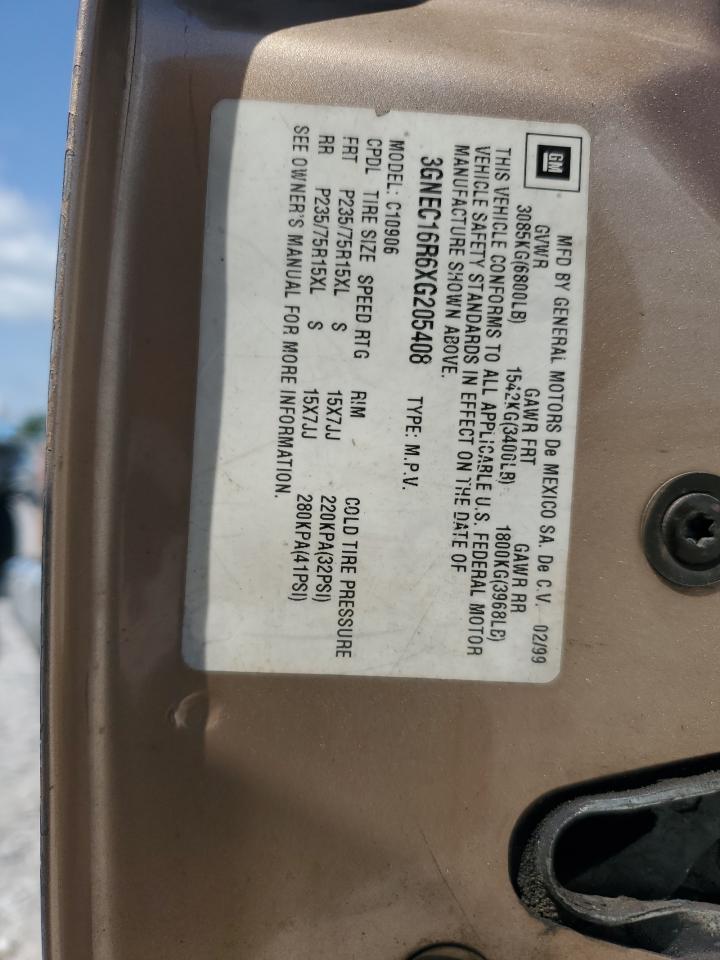 GM
MFD BY GENERAL MOTORS De MEXICO SA. De C.V. 02/99
GVWR GAWR FRT GAWR RR
3085KG(6800LB) 1542KG(3400LB) 1800KG(3968LB)
THIS VEHICLE CONFORMS TO ALL APPLICABLE U.S. FEDERAL MOTOR
VEHICLE SAFETY STANDARDS IN EFFECT ON THE DATE OF
MANUFACTURE SHOWN ABOVE.
3GNEC16R6XG205408 TYPE: M.P.V.
MODEL: C10906
CPDL TIRE SIZE SPEED RTG RIM COLD TIRE PRESSURE
FRT P235/75R15XL S 15X7JJ 220KPA(32PSI)
RR P235/75R15XL S 15X7JJ 280KPA(41PSI)
SEE OWNER'S MANUAL FOR MORE INFORMATION.